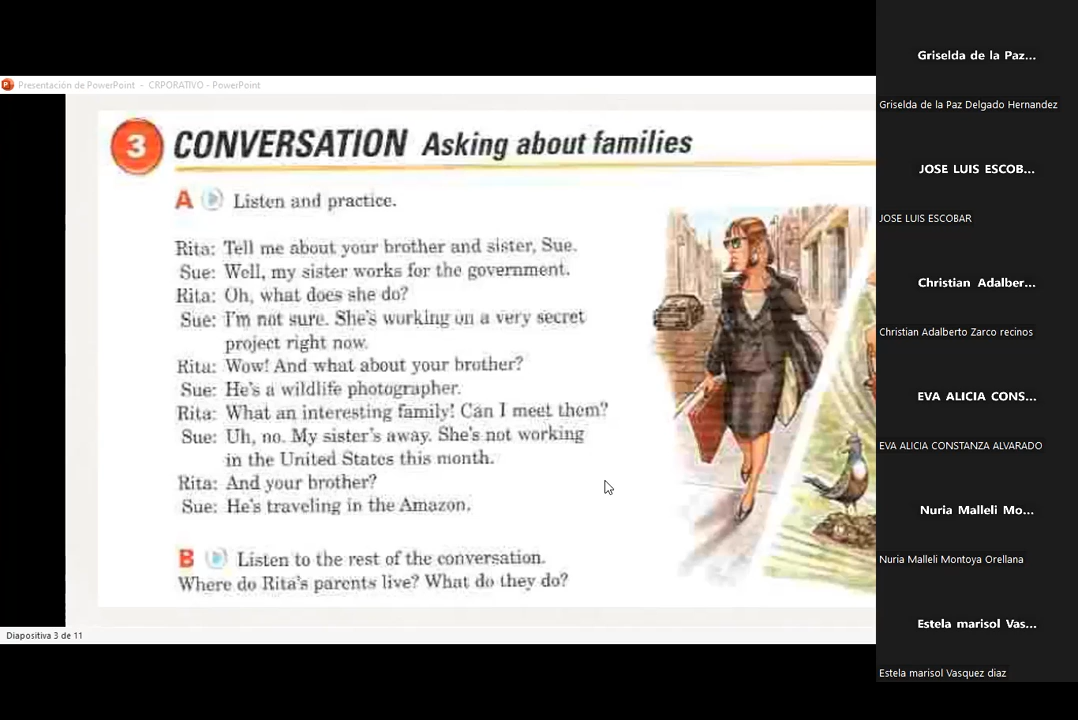 Presentación de PowerPoint - CRPORATIVO - PowerPoint
3 CONVERSATION Asking about families
A Listen and practice.
Rita: Tell me about your brother and sister, Sue.
Sue: Well, my sister works for the government.
Rita: Oh, what does she do?
Sue: I'm not sure. She's working on a very secret
project right now.
Rita: Wow! And what about your brother?
Sue: He's a wildlife photographer.
Rita: What an interesting family! Can I meet them?
Sue: Uh, no. My sister's away. She's not working
in the United States this month.
Rita: And your brother?
Sue: He's traveling in the Amazon.
B Listen to the rest of the conversation.
Where do Rita's parents live? What do they do?
Diapositiva 3 de 11
Griselda de la Paz...
Griselda de la Paz Delgado Hernandez
JOSE LUIS ESCOB...
JOSE LUIS ESCOBAR
Christian Adalber...
Christian Adalberto Zarco recinos
EVA ALICIA CONS...
EVA ALICIA CONSTANZA ALVARADO
Nuria Malleli Mo...
Nuria Malleli Montoya Orellana
Estela marisol Vas...
Estela marisol Vasquez diaz